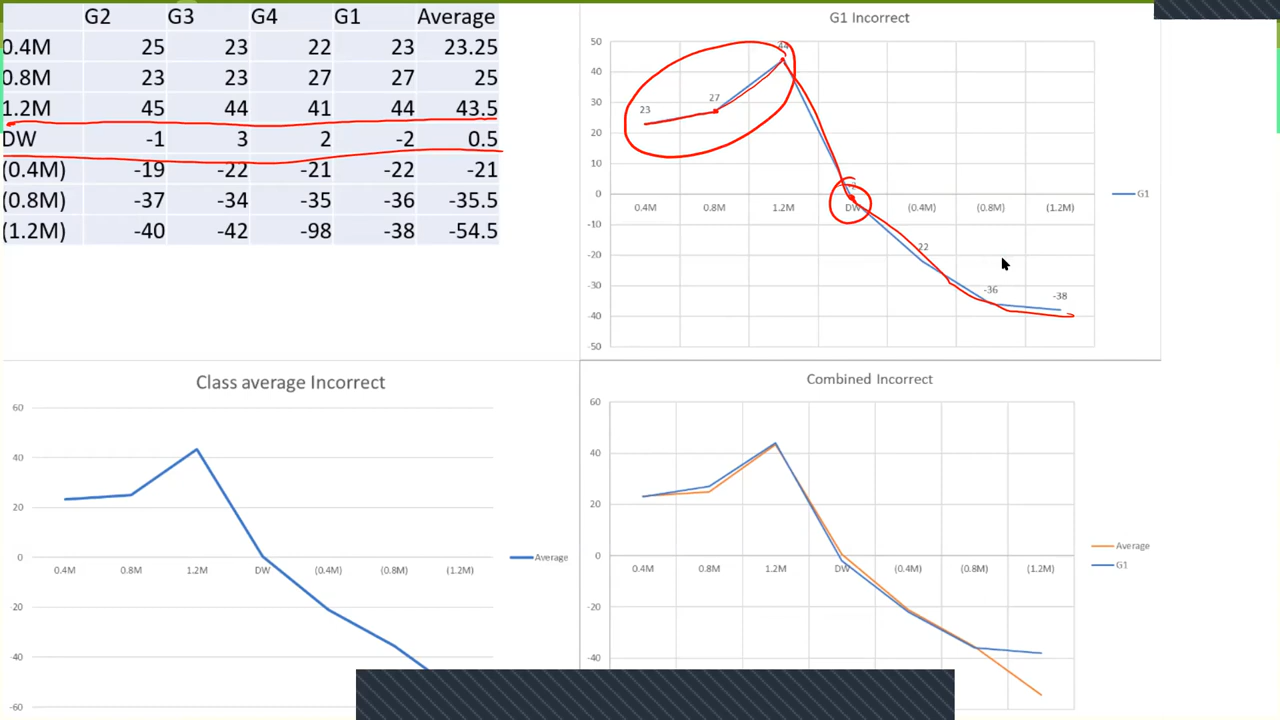 G2 G3 G4 G1 Average
0.4M 25 23 22 23 23.25
0.8M 23 23 27 27 25
1.2M 45 44 41 44 43.5
DW -1 3 2 -2 0.5
(0.4M) -19 -22 -21 -22 -21
(0.8M) -37 -34 -35 -36 -35.5
(1.2M) -40 -42 -98 -38 -54.5
G1 Incorrect
50
40
30
20
10
0
-10
-20
-30
-40
-50
23
27
44
22
-36
-38
0.4M 0.8M 1.2M DW (0.4M) (0.8M) (1.2M)
G1
Class average Incorrect
60
40
20
0
-20
-40
-60
0.4M 0.8M 1.2M DW (0.4M) (0.8M) (1.2M)
Average
Combined Incorrect
60
40
20
0
-20
-40
0.4M 0.8M 1.2M DW (0.4M) (0.8M) (1.2M)
Average
G1